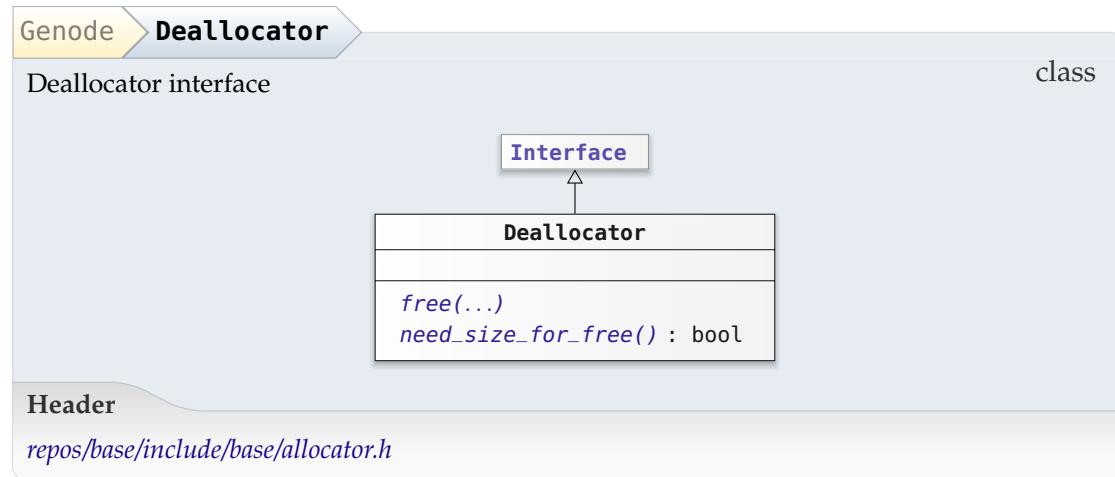 Genode Deallocator
Deallocator interface
class
Interface
Deallocator
free(...)
need_size_for_free() : bool
Header
repos/base/include/base/allocator.h